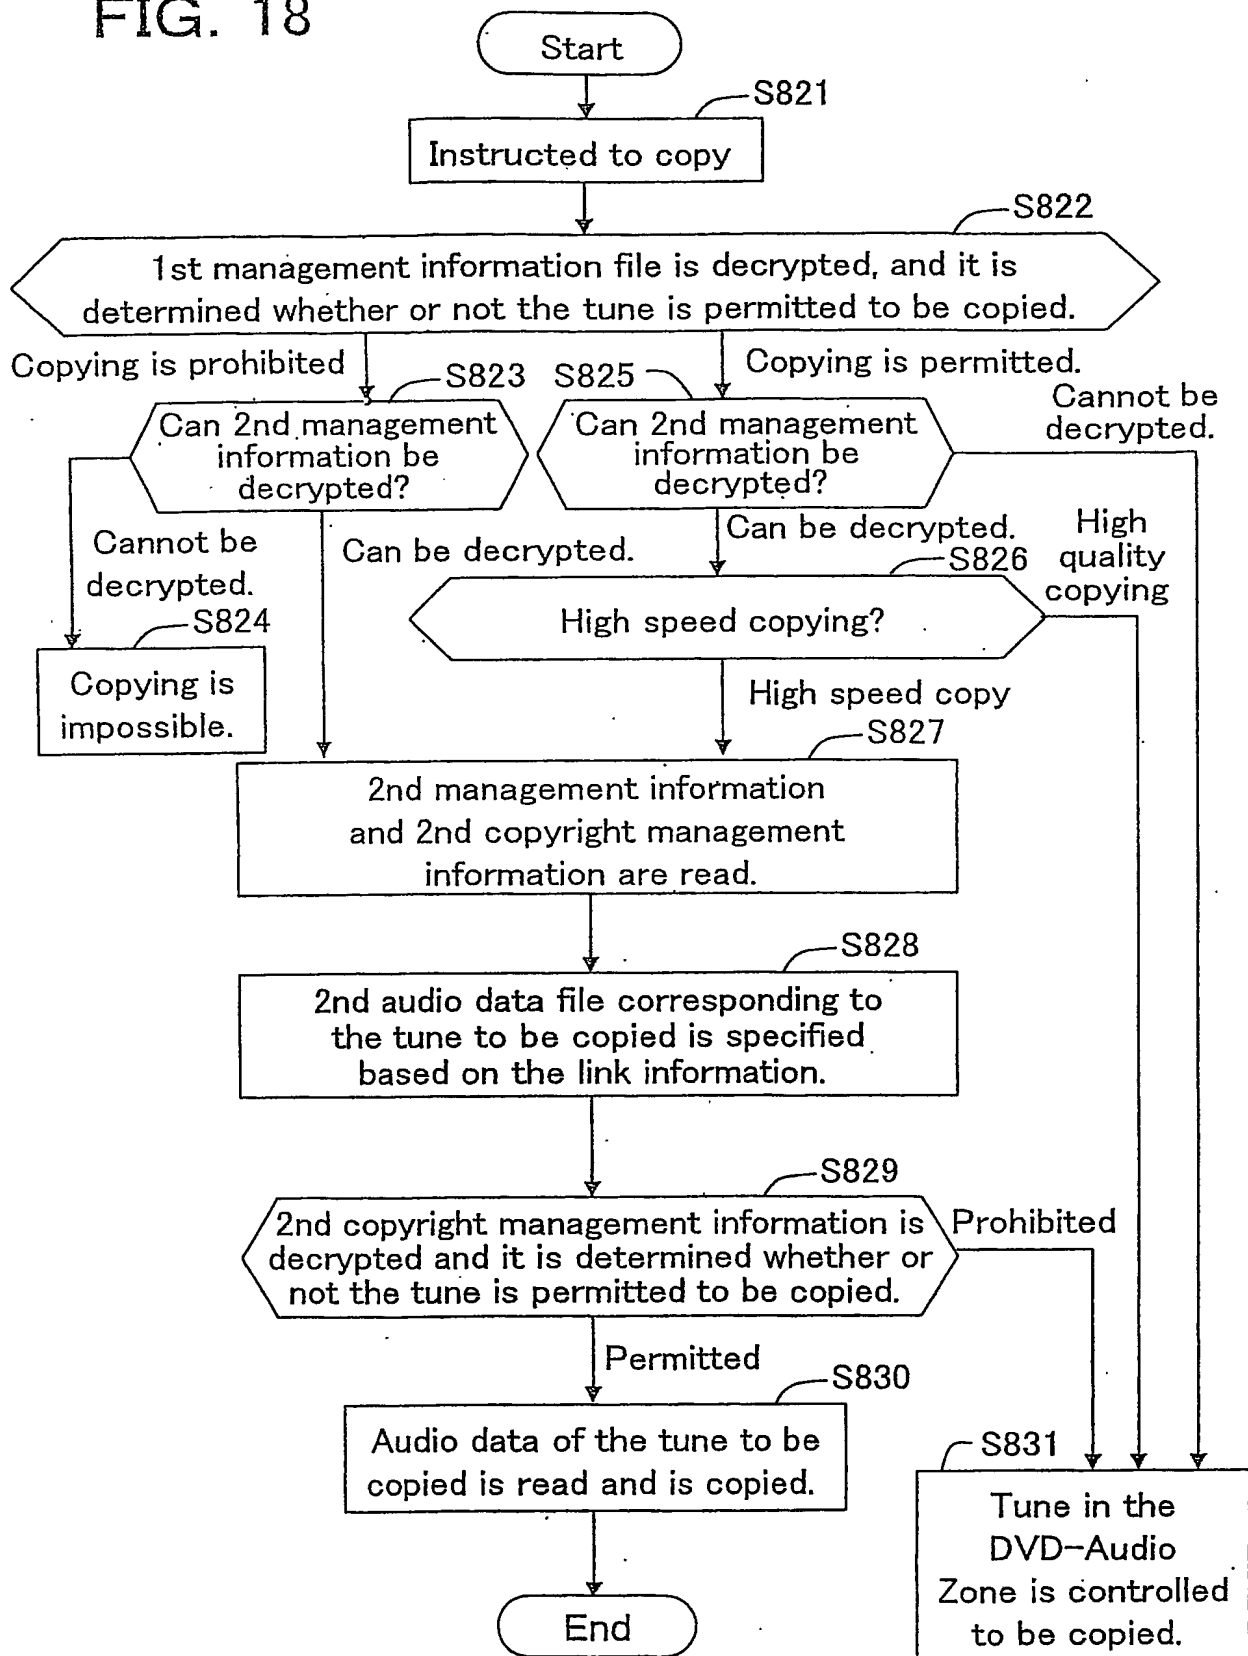 FIG. 18
Start
S821
Instructed to copy
S822
1st management information file is decrypted, and it is
determined whether or not the tune is permitted to be copied.
Copying is prohibited
Copying is permitted.
S823
S825
Can 2nd management
information be
decrypted?
Can 2nd management
information be
decrypted?
Cannot be
decrypted.
Cannot be
decrypted.
Can be decrypted.
Can be decrypted.
High
quality
copying
S824
S826
Copying is
impossible.
High speed copying?
High speed copy
S827
2nd management information
and 2nd copyright management
information are read.
S828
2nd audio data file corresponding to
the tune to be copied is specified
based on the link information.
S829
2nd copyright management information is
decrypted and it is determined whether or
not the tune is permitted to be copied.
Prohibited
Permitted
S830
Audio data of the tune to be
copied is read and is copied.
S831
Tune in the
DVD-Audio
Zone is controlled
to be copied.
End